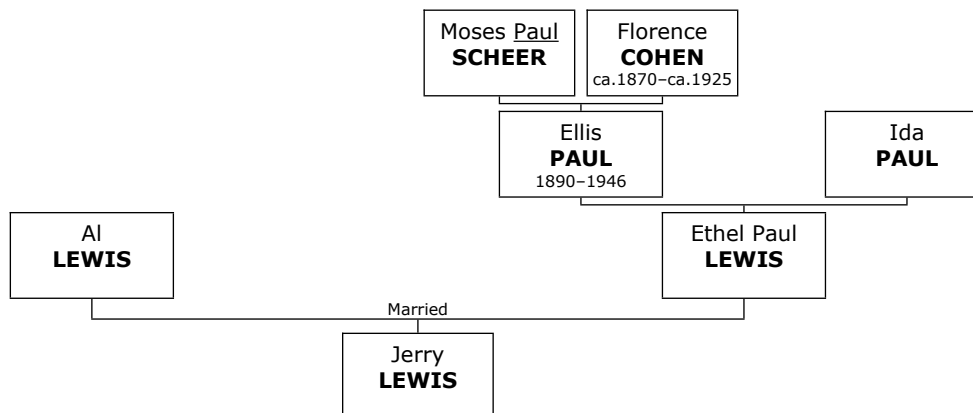 Moses Paul
SCHEER
Florence
COHEN
ca.1870–ca.1925
Ellis
PAUL
1890–1946
Ida
PAUL
Al
LEWIS
Ethel Paul
LEWIS
Married
Jerry
LEWIS